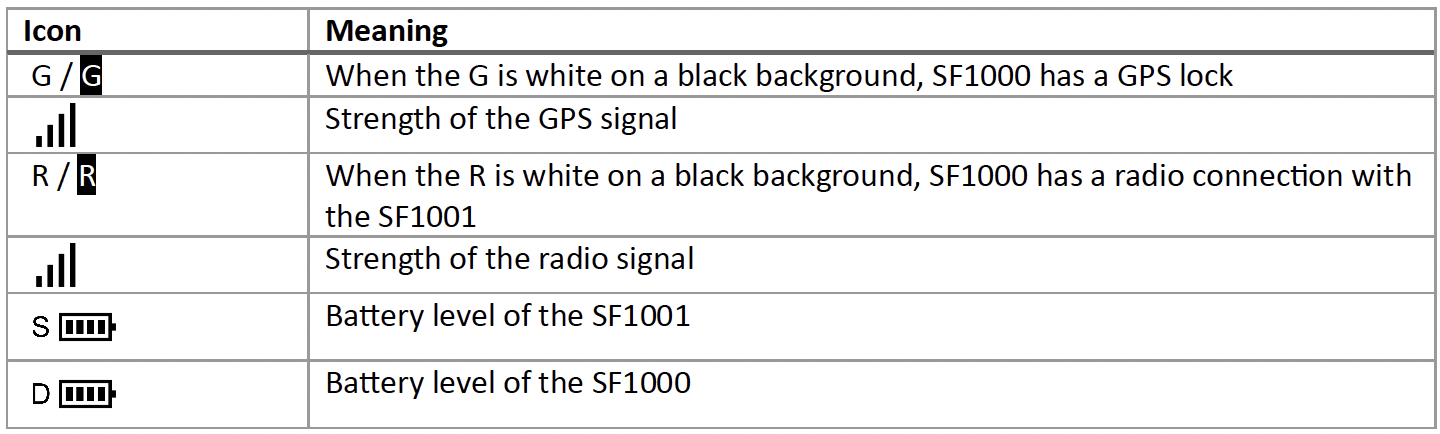 Icon Meaning
G / G When the G is white on a black background, SF1000 has a GPS lock
Strength of the GPS signal
R / R When the R is white on a black background, SF1000 has a radio connection with
the SF1001
Strength of the radio signal
S Battery level of the SF1001
D Battery level of the SF1000